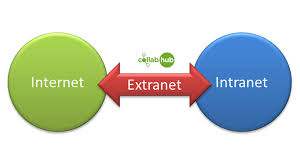 collab hub
Internet
Extranet
Intranet